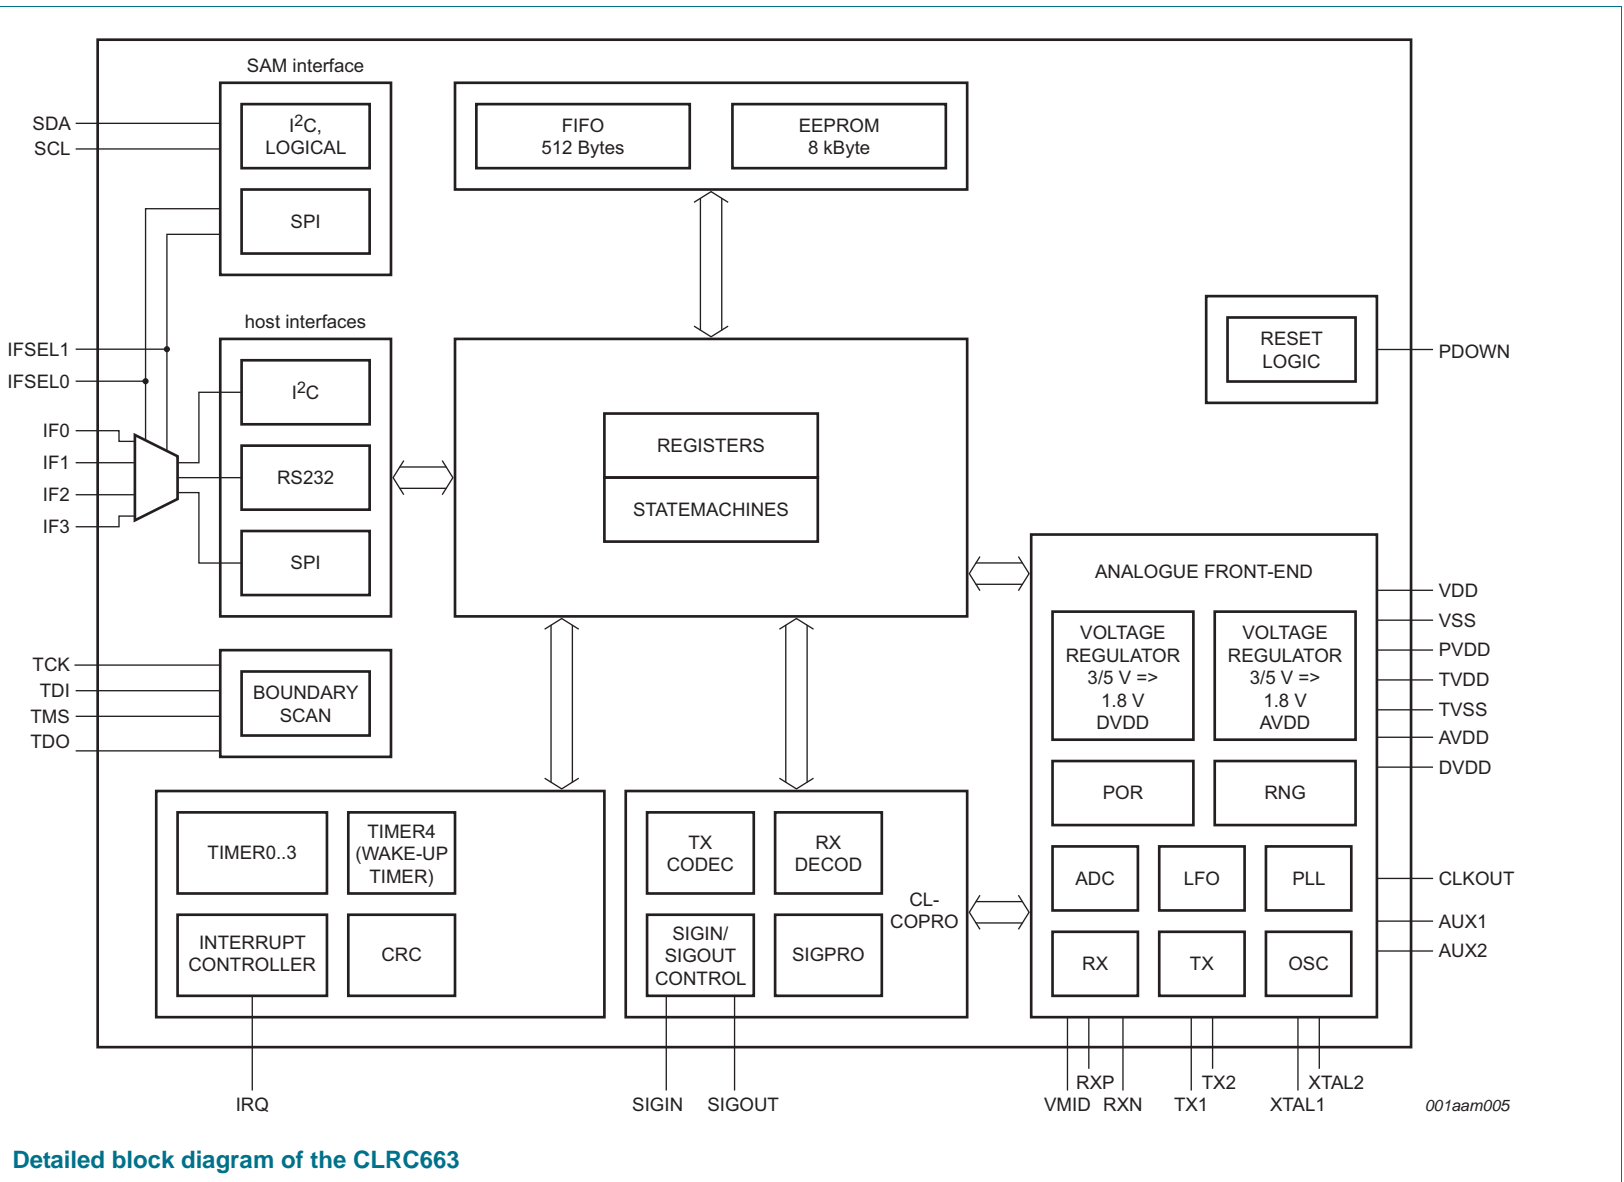 SAM interface
SDA
SCL
I²C,
LOGICAL
SPI
FIFO
512 Bytes
EEPROM
8 kByte
host interfaces
IFSEL1
IFSEL0
IF0
IF1
IF2
IF3
I²C
RS232
SPI
REGISTERS
STATEMACHINES
RESET
LOGIC
PDOWN
TCK
TDI
TMS
TDO
BOUNDARY
SCAN
ANALOGUE FRONT-END
VOLTAGE
REGULATOR
3/5 V =>
1.8 V
DVDD
VOLTAGE
REGULATOR
3/5 V =>
1.8 V
AVDD
POR
RNG
ADC
LFO
PLL
RX
TX
OSC
VDD
VSS
PVDD
TVDD
TVSS
AVDD
DVDD
CLKOUT
AUX1
AUX2
TIMER0..3
TIMER4
(WAKE-UP
TIMER)
INTERRUPT
CONTROLLER
CRC
TX
CODEC
RX
DECOD
SIGIN/
SIGOUT
CONTROL
SIGPRO
CL-
COPRO
IRQ
SIGIN
SIGOUT
VMID
RXP
RXN
TX1
TX2
XTAL1
XTAL2
001aam005
Detailed block diagram of the CLRC663